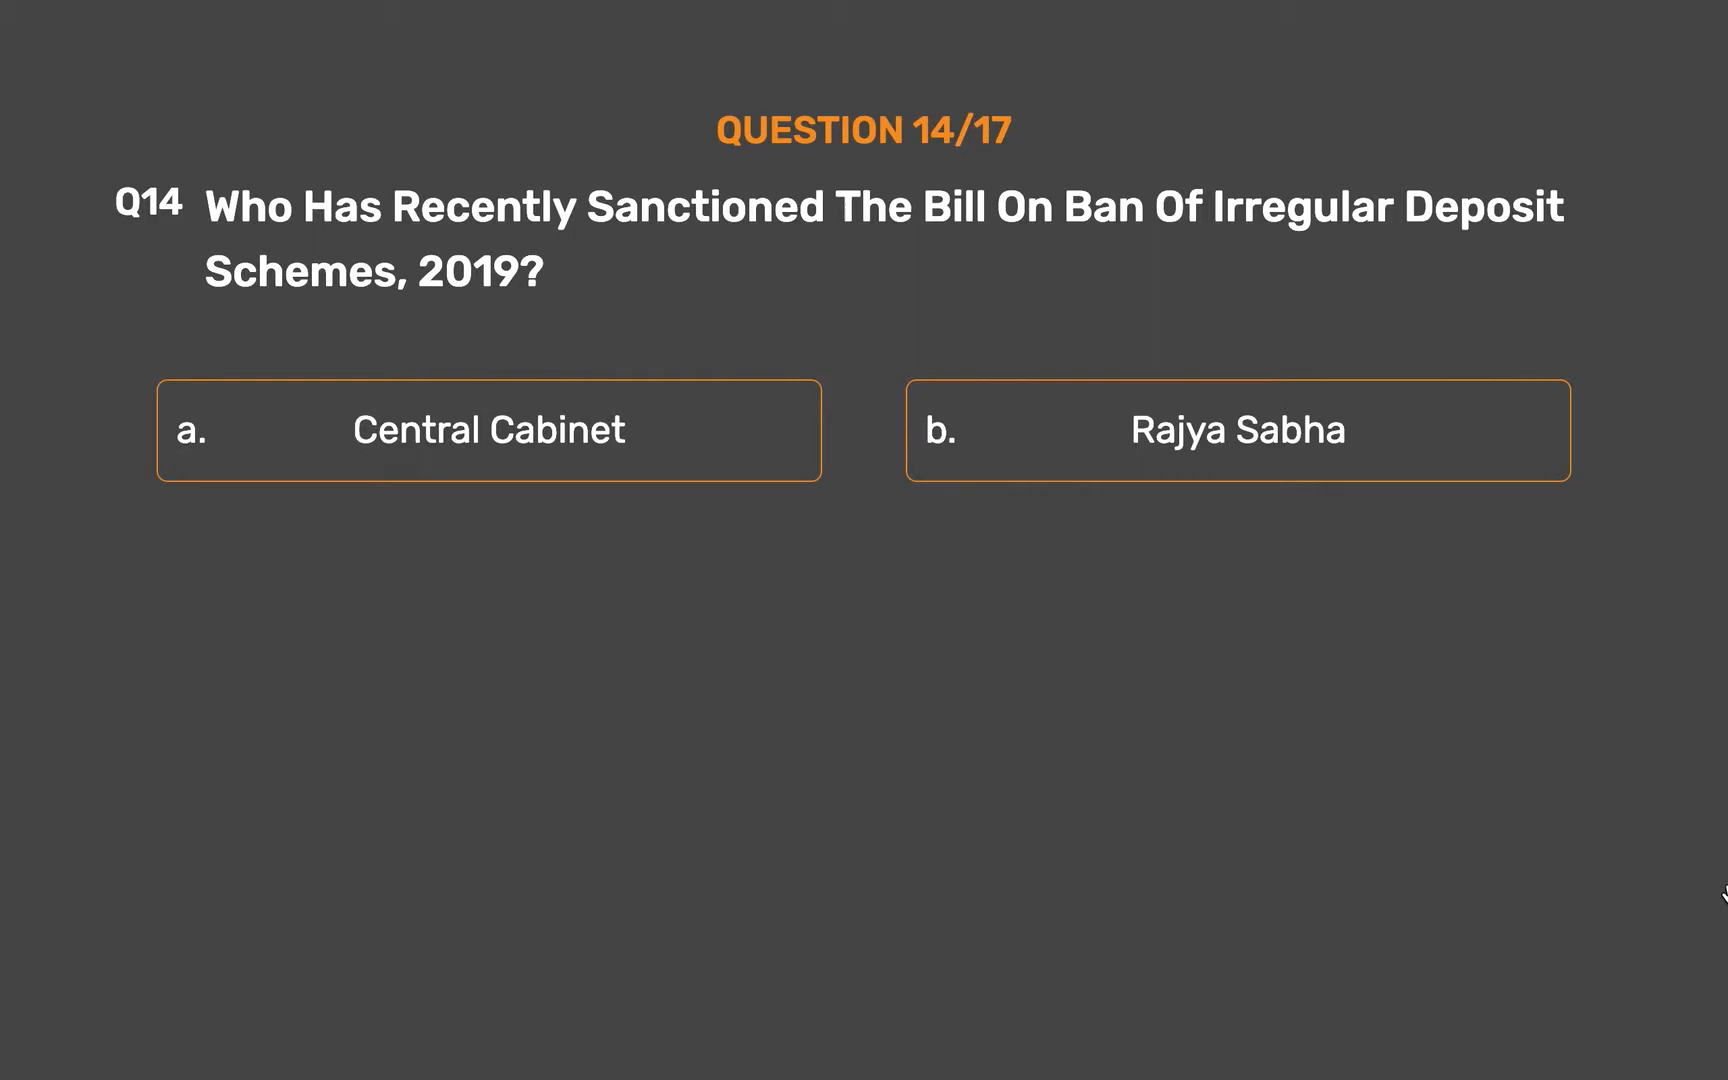 QUESTION 14/17
Q14 Who Has Recently Sanctioned The Bill On Ban Of Irregular Deposit
Schemes, 2019?
a. Central Cabinet
b. Rajya Sabha